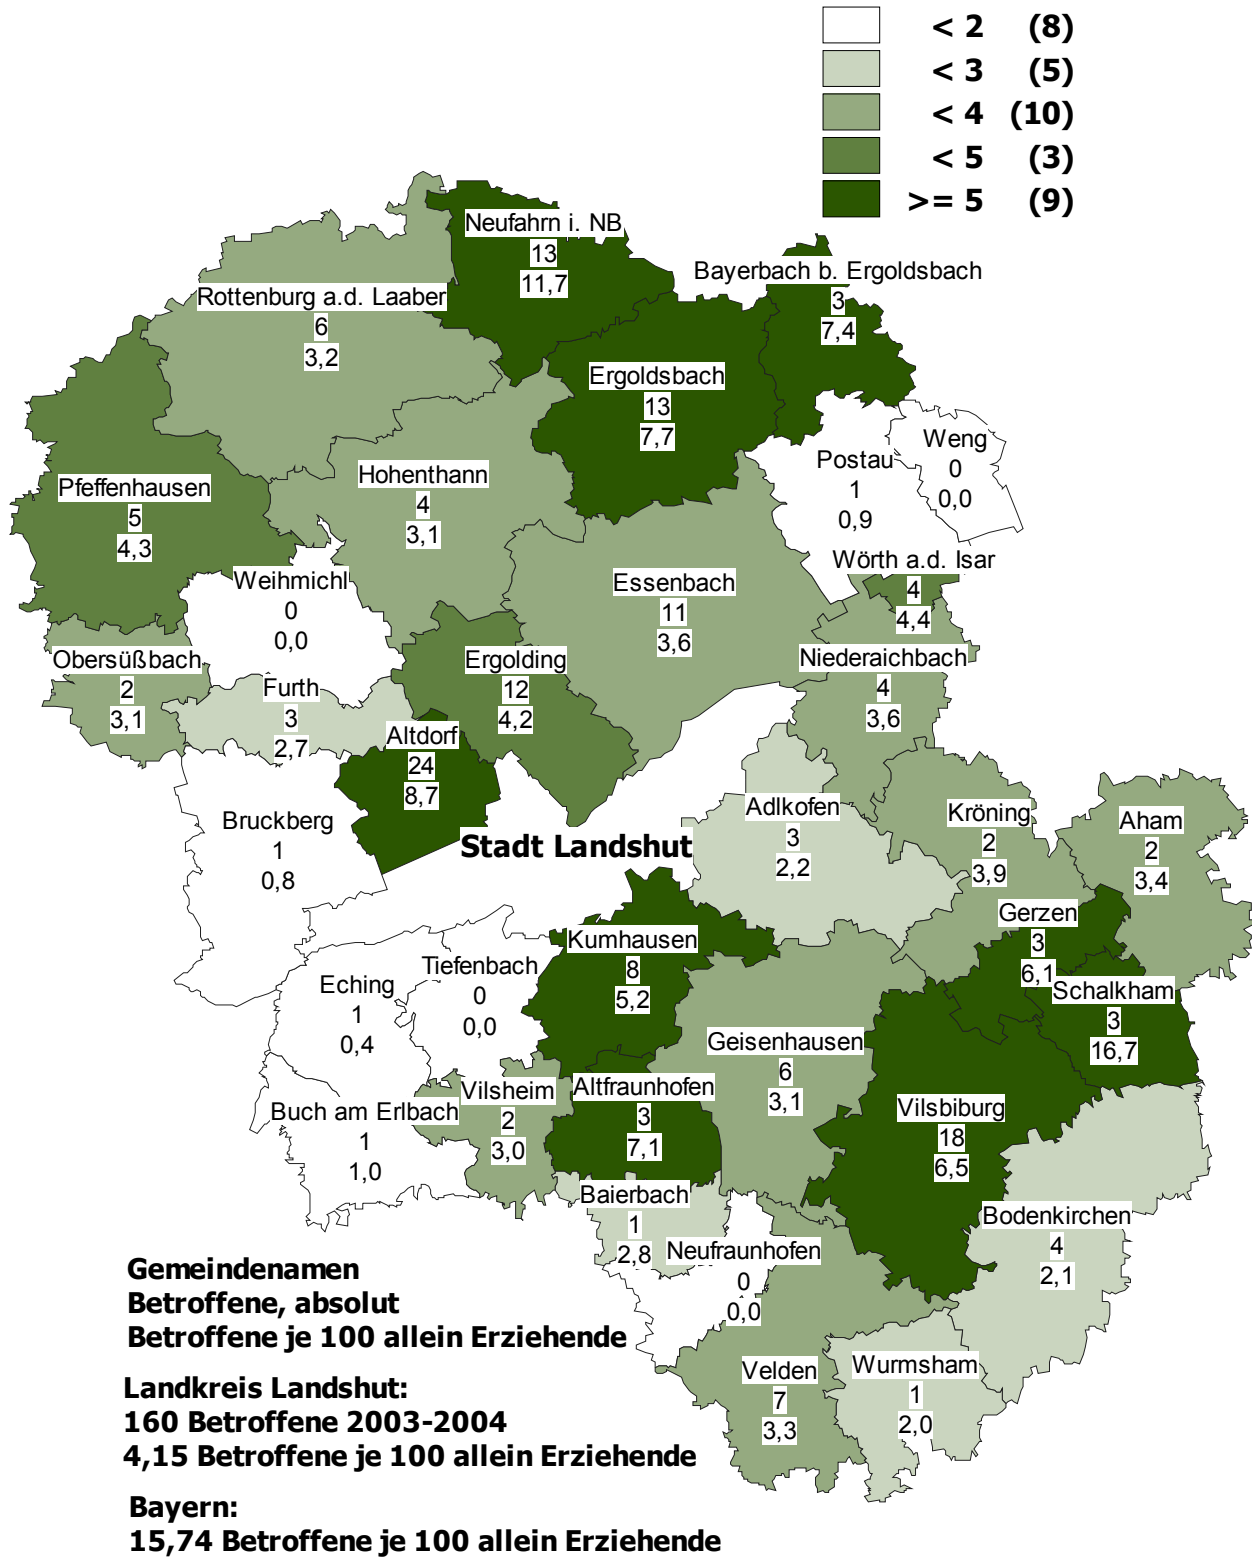 < 2 (8)
< 3 (5)
< 4 (10)
< 5 (3)
>= 5 (9)
Neufahrn i. NB
13
11,7
Bayerbach b. Ergoldsbach
3
7,4
Rottenburg a.d. Laaber
6
3,2
Ergoldsbach
13
7,7
Weng
0
0,0
Postau
1
0,9
Hohenthann
4
3,1
Pfeffenhausen
5
4,3
Wörth a.d. Isar
4
4,4
Weihmichl
0
0,0
Essenbach
11
3,6
Obersüßbach
2
3,1
Ergolding
12
4,2
Niederaichbach
4
3,6
Furth
3
2,7
Altdorf
24
8,7
Adlkofen
3
2,2
Kröning
2
3,9
Aham
2
3,4
Bruckberg
1
0,8
Stadt Landshut
Gerzen
3
6,1
Kumhausen
8
5,2
Tiefenbach
0
0,0
Eching
1
0,4
Schalkham
3
16,7
Geisenhausen
6
3,1
Altfraunhofen
3
7,1
Vilsheim
2
3,0
Buch am Erlbach
1
1,0
Vilsbiburg
18
6,5
Baierbach
1
2,8
Bodenkirchen
4
2,1
Neufraunhofen
0
0,0
Velden
7
3,3
Wurmsham
1
2,0
Gemeindenamen
Betroffene, absolut
Betroffene je 100 allein Erziehende
Landkreis Landshut:
160 Betroffene 2003-2004
4,15 Betroffene je 100 allein Erziehende
Bayern:
15,74 Betroffene je 100 allein Erziehende